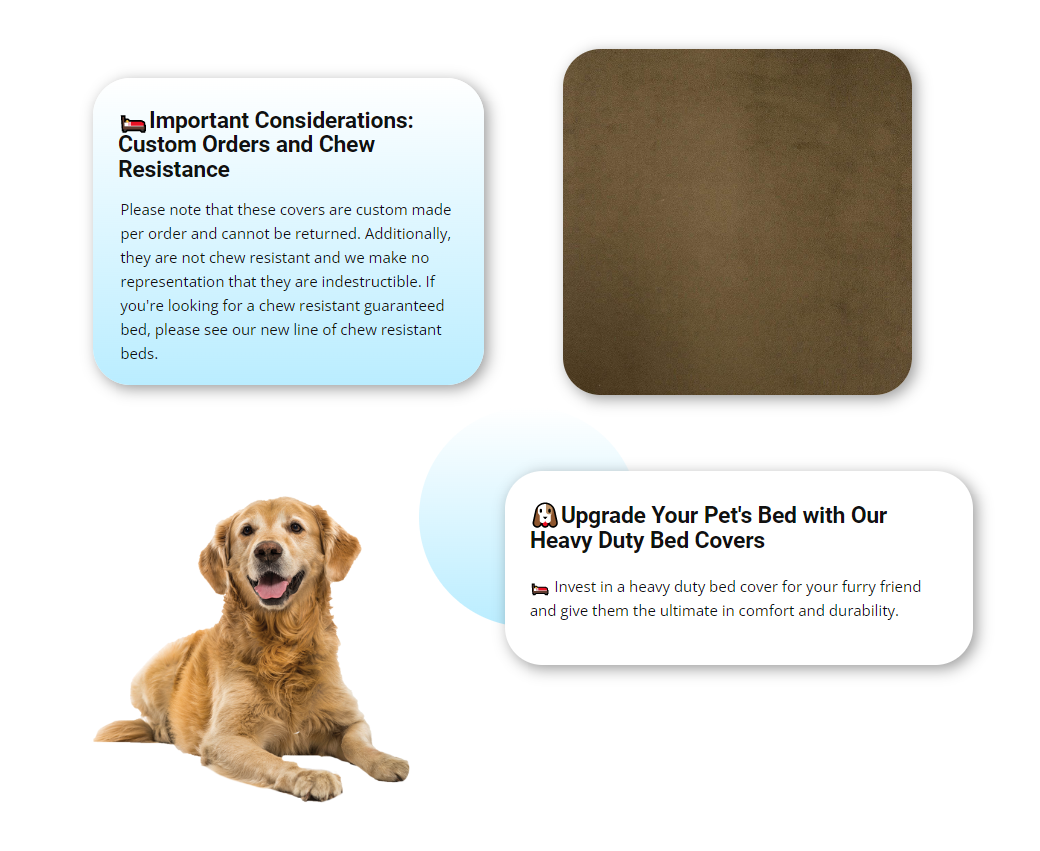 🛏️Important Considerations:
Custom Orders and Chew
Resistance
Please note that these covers are custom made
per order and cannot be returned. Additionally,
they are not chew resistant and we make no
representation that they are indestructible. If
you're looking for a chew resistant guaranteed
bed, please see our new line of chew resistant
beds.
🐶Upgrade Your Pet's Bed with Our
Heavy Duty Bed Covers
🛏️ Invest in a heavy duty bed cover for your furry friend
and give them the ultimate in comfort and durability.